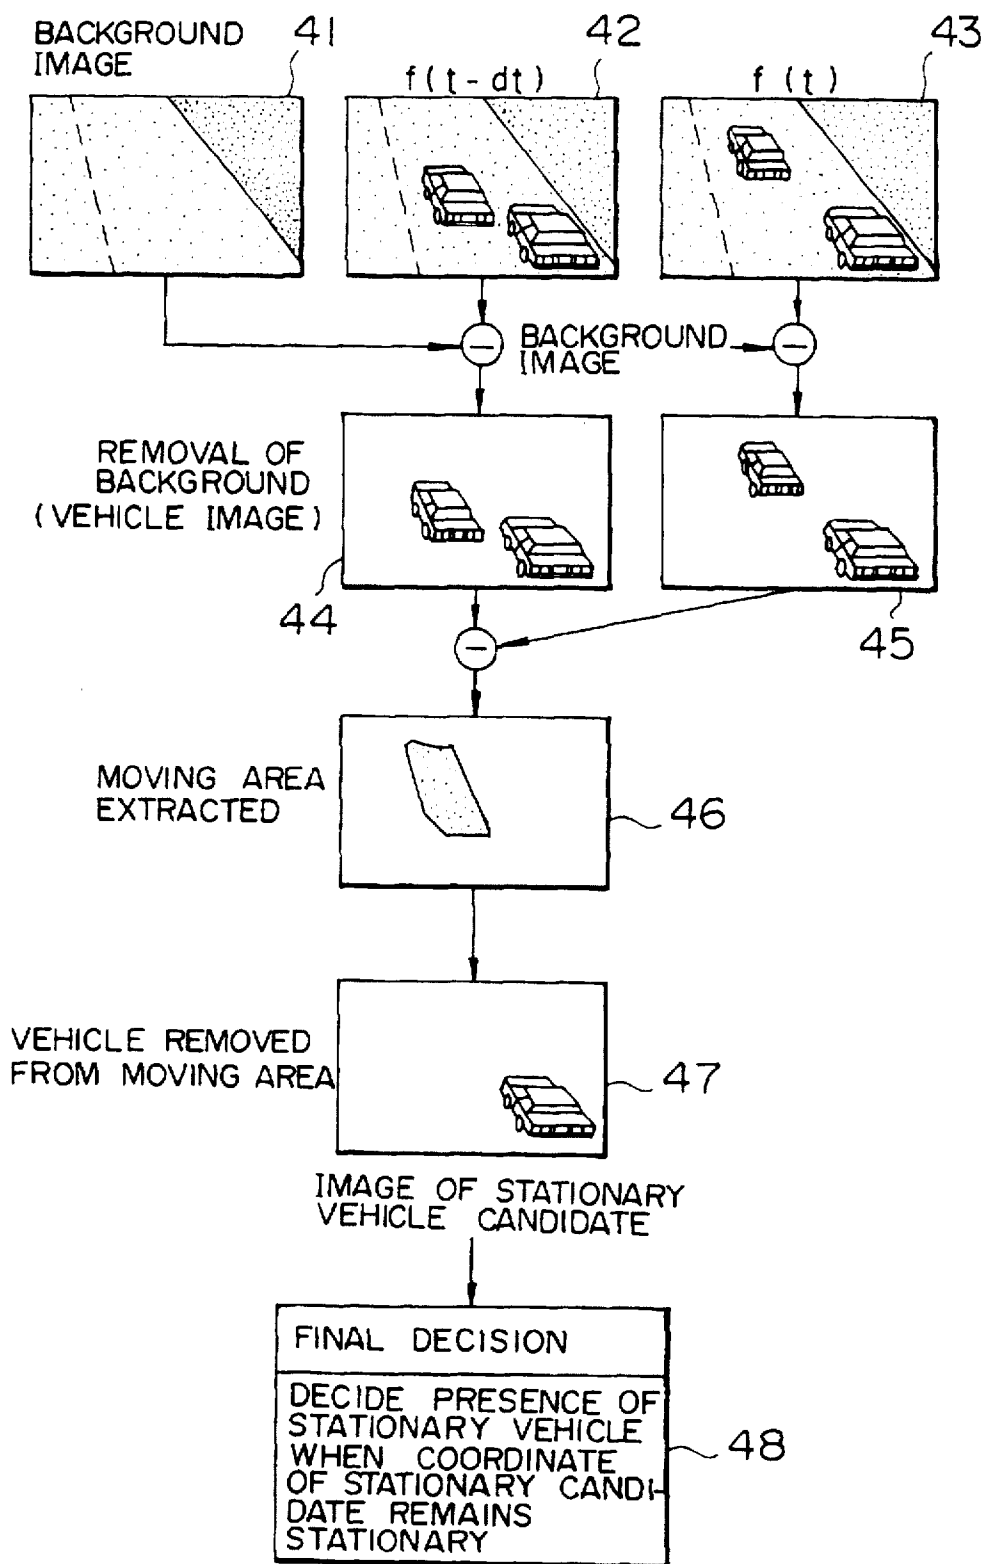 BACKGROUND
IMAGE
41
42
43
f(t-dt)
f(t)
BACKGROUND
IMAGE
REMOVAL OF
BACKGROUND
(VEHICLE IMAGE)
44
45
MOVING AREA
EXTRACTED
46
VEHICLE REMOVED
FROM MOVING AREA
47
IMAGE OF STATIONARY
VEHICLE CANDIDATE
FINAL DECISION
DECIDE PRESENCE OF
STATIONARY VEHICLE
WHEN COORDINATE
OF STATIONARY CANDI-
DATE REMAINS
STATIONARY
48